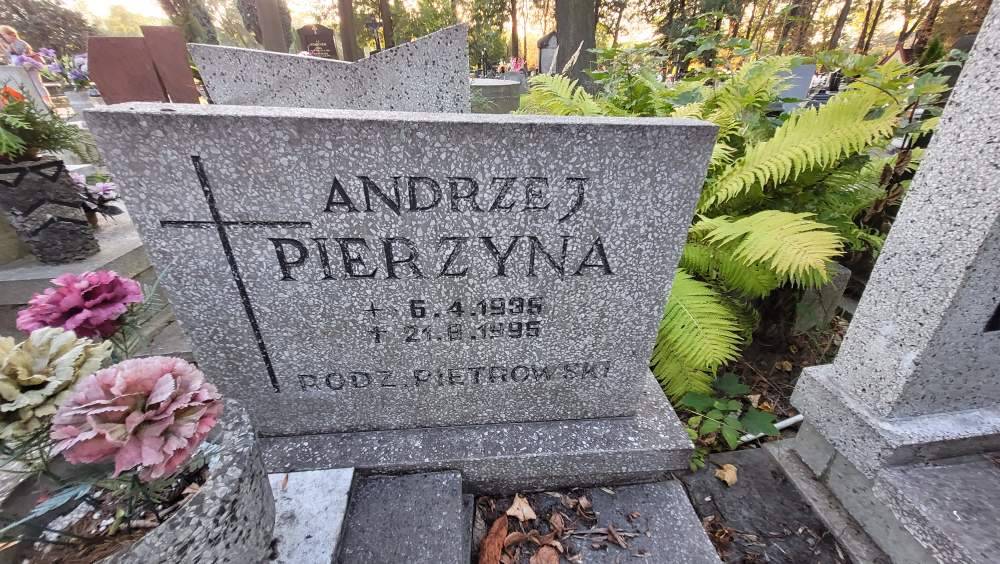 ANDRZEJ
PIERZYNA
+ 6.4.1935
† 21.8.1995
RODZ. PIETROWSKI